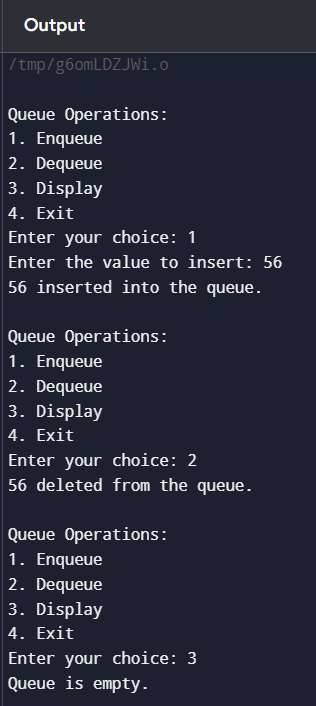 Output
/tmp/g6omLDZJWi.o
Queue Operations:
1. Enqueue
2. Dequeue
3. Display
4. Exit
Enter your choice: 1
Enter the value to insert: 56
56 inserted into the queue.
Queue Operations:
1. Enqueue
2. Dequeue
3. Display
4. Exit
Enter your choice: 2
56 deleted from the queue.
Queue Operations:
1. Enqueue
2. Dequeue
3. Display
4. Exit
Enter your choice: 3
Queue is empty.